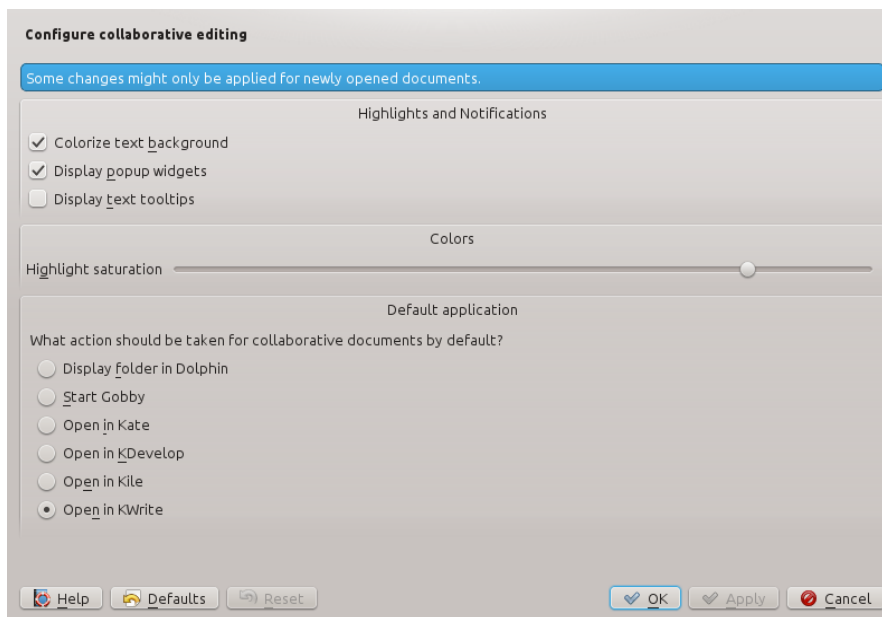 Configure collaborative editing
Some changes might only be applied for newly opened documents.
Highlights and Notifications
Colorize text background
Display popup widgets
Display text tooltips
Colors
Highlight saturation
Default application
What action should be taken for collaborative documents by default?
Display folder in Dolphin
Start Gobby
Open in Kate
Open in KDevelop
Open in Kile
Open in KWrite
Help Defaults Reset OK Apply Cancel